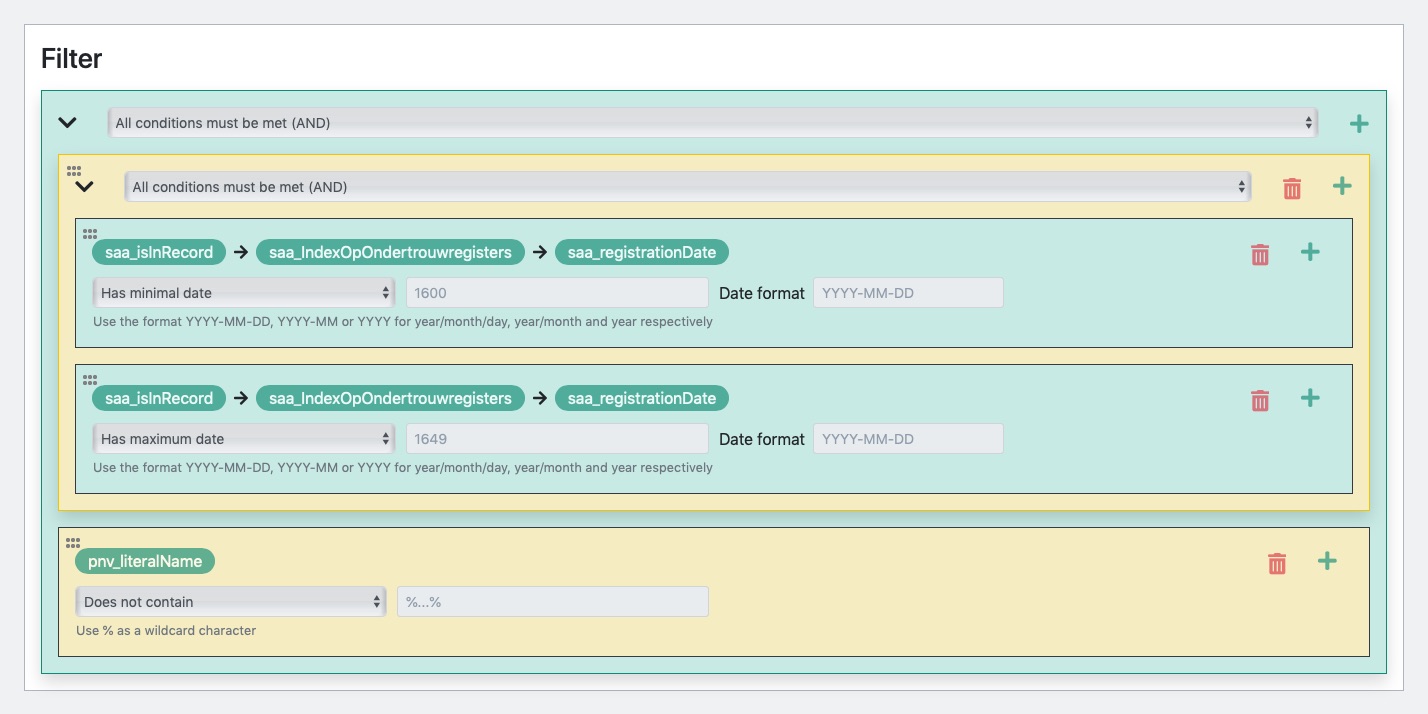 Filter
All conditions must be met (AND)
All conditions must be met (AND)
saa_isInRecord → saa_IndexOpOndertrouwregisters → saa_registrationDate
Has minimal date 1600 Date format YYYY-MM-DD
Use the format YYYY-MM-DD, YYYY-MM or YYYY for year/month/day, year/month and year respectively
saa_isInRecord → saa_IndexOpOndertrouwregisters → saa_registrationDate
Has maximum date 1649 Date format YYYY-MM-DD
Use the format YYYY-MM-DD, YYYY-MM or YYYY for year/month/day, year/month and year respectively
pnv_literalName
Does not contain %...%
Use % as a wildcard character